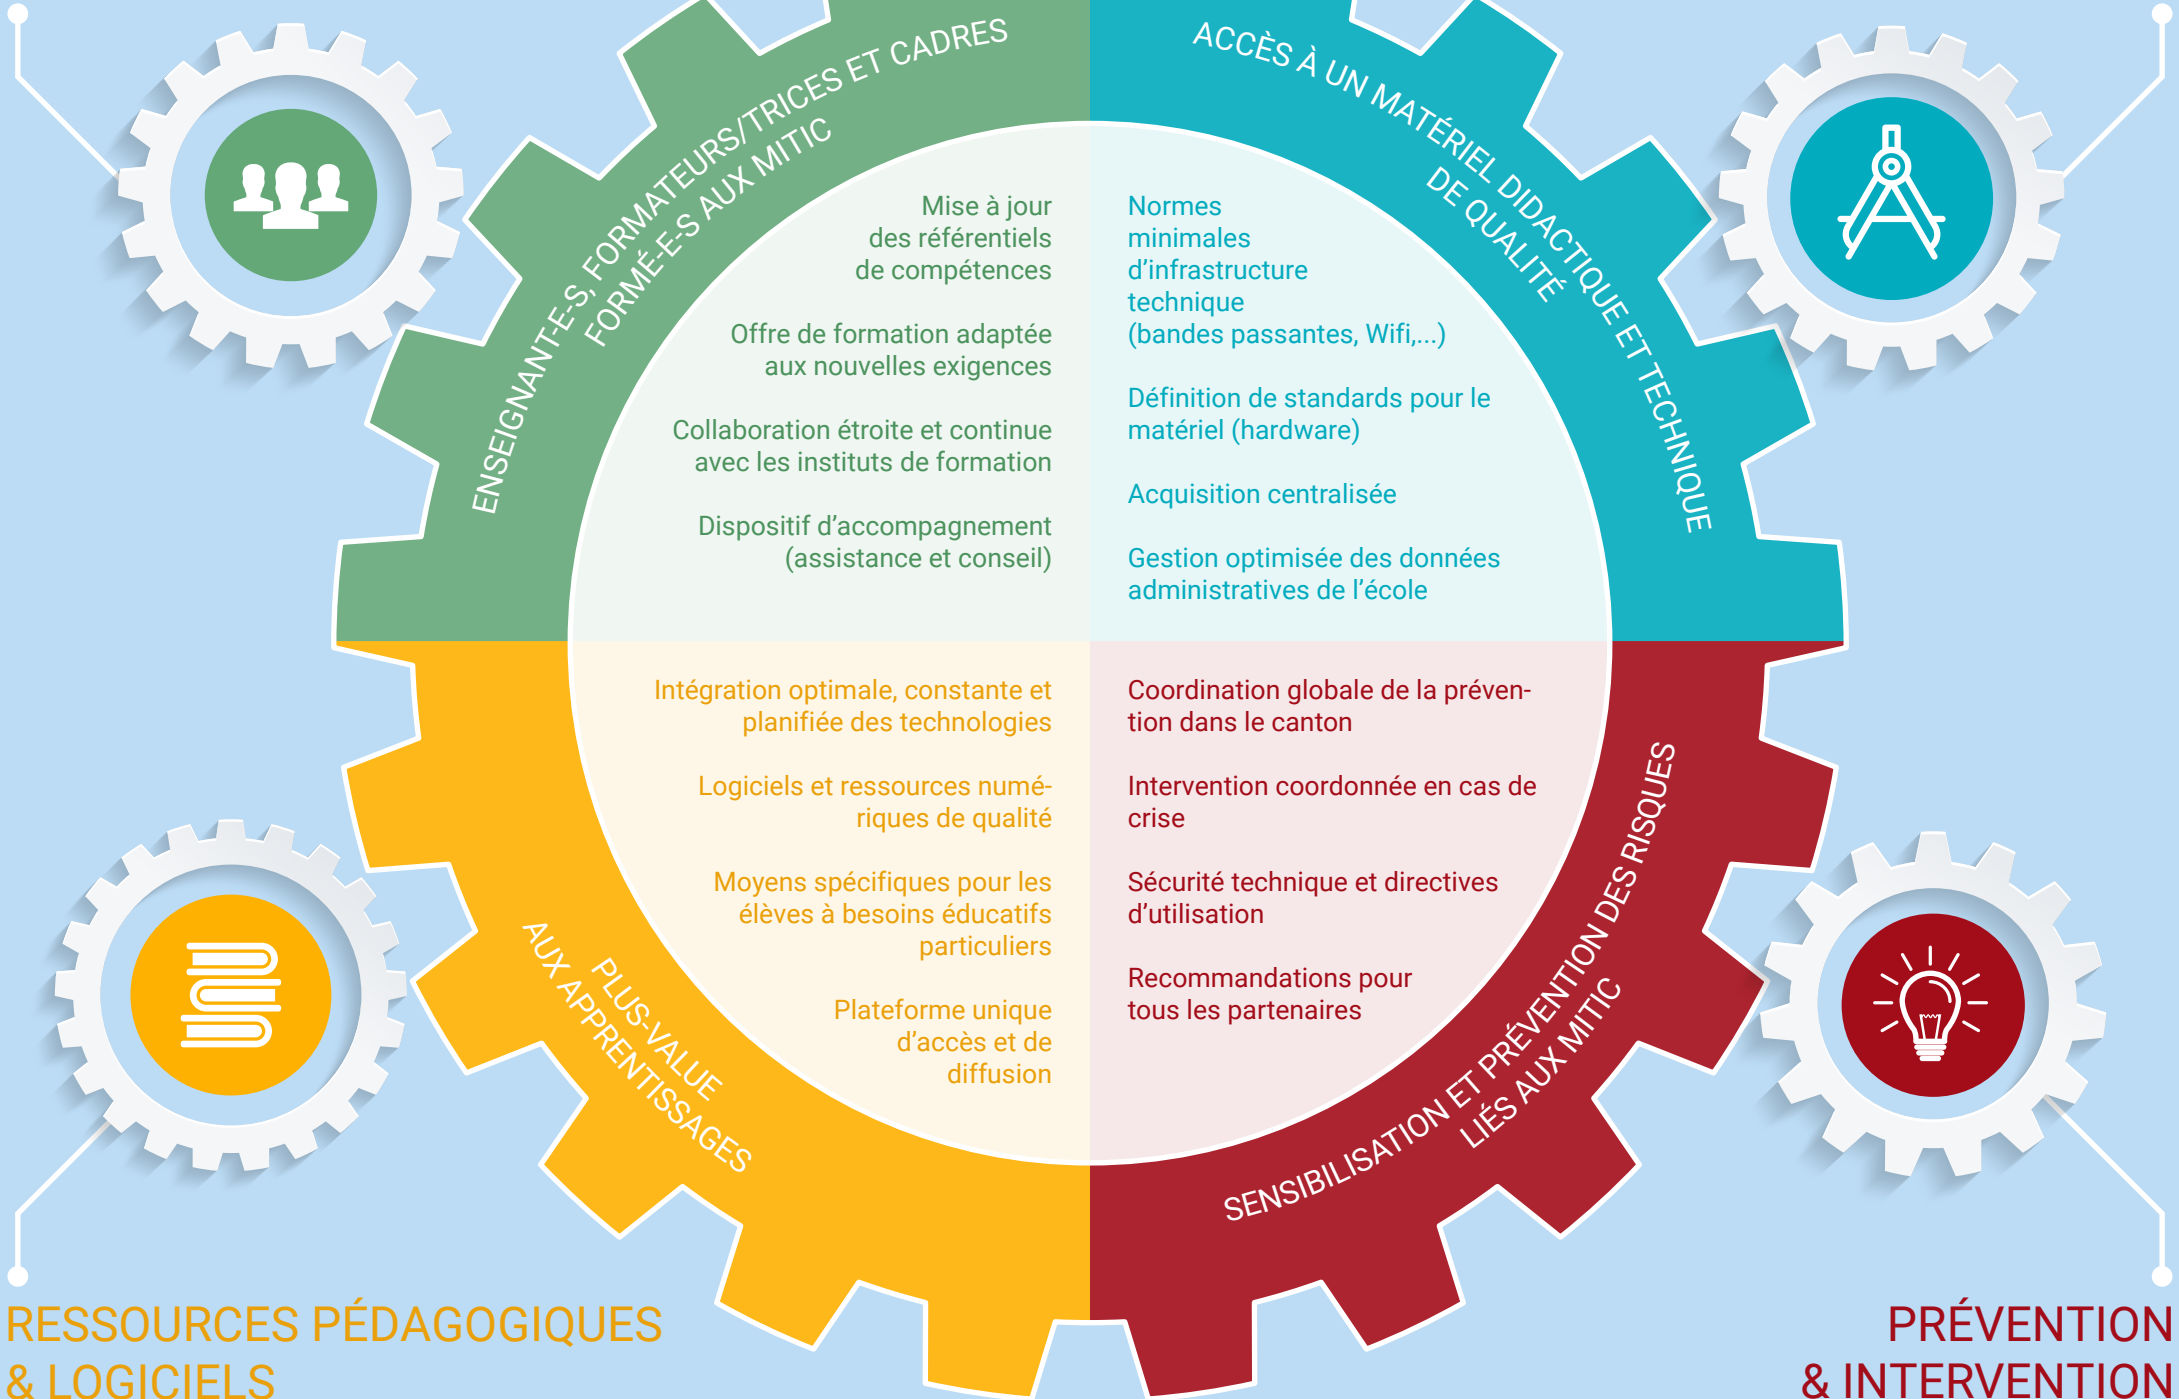 ENSEIGNANT-E-S, FORMATEURS/TRICES ET CADRES
FORMÉ-E-S AUX MITIC
Mise à jour
des référentiels
de compétences
Offre de formation adaptée
aux nouvelles exigences
Collaboration étroite et continue
avec les instituts de formation
Dispositif d’accompagnement
(assistance et conseil)
ACCÈS À UN MATÉRIEL DIDACTIQUE ET TECHNIQUE
DE QUALITÉ
Normes
minimales
d’infrastructure
technique
(bandes passantes, Wifi,...)
Définition de standards pour le
matériel (hardware)
Acquisition centralisée
Gestion optimisée des données
administratives de l’école
Intégration optimale, constante et
planifiée des technologies
Logiciels et ressources numé-
riques de qualité
Moyens spécifiques pour les
élèves à besoins éducatifs
particuliers
Plateforme unique
d’accès et de
diffusion
PLUS-VALUE
AUX APPRENTISSAGES
Coordination globale de la préven-
tion dans le canton
Intervention coordonnée en cas de
crise
Sécurité technique et directives
d’utilisation
Recommandations pour
tous les partenaires
SENSIBILISATION ET PRÉVENTION DES RISQUES
LIÉS AUX MITIC
RESSOURCES PÉDAGOGIQUES
& LOGICIELS
PRÉVENTION
& INTERVENTION